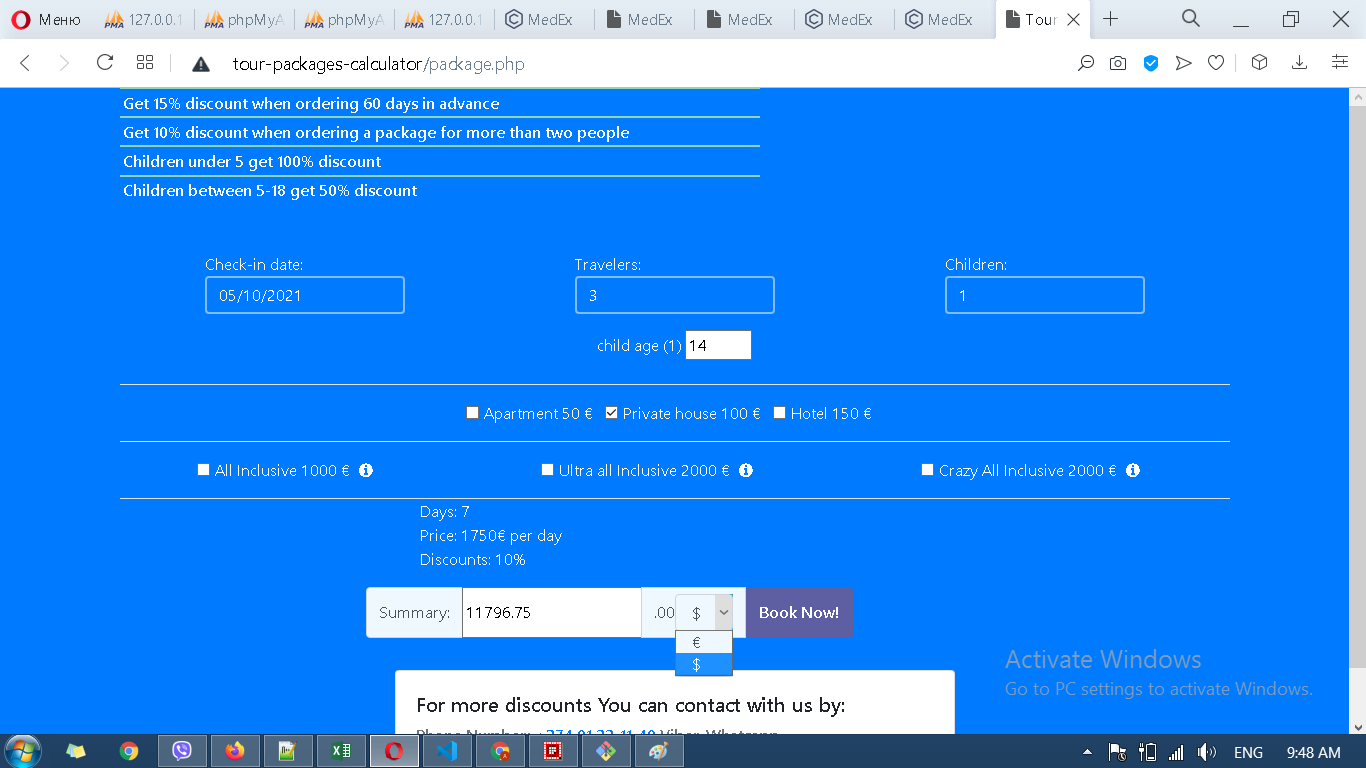 Меню
127.0.0.1
phpMyA
phpMyA
127.0.0.1
MedEx
MedEx
MedEx
MedEx
MedEx
Tour
tour-packages-calculator/package.php
Get 15% discount when ordering 60 days in advance
Get 10% discount when ordering a package for more than two people
Children under 5 get 100% discount
Children between 5-18 get 50% discount
Check-in date: Travelers: Children:
05/10/2021 3 1
child age (1) 14
Apartment 50 € Private house 100 € Hotel 150 €
All Inclusive 1000 € Ultra all Inclusive 2000 € Crazy All Inclusive 2000 €
Days: 7
Price: 1750€ per day
Discounts: 10%
Summary: 11796.75 .00 $ Book Now!
€
$
Activate Windows
Go to PC settings to activate Windows.
For more discounts You can contact with us by:
Phone Number:
ENG 9:48 AM